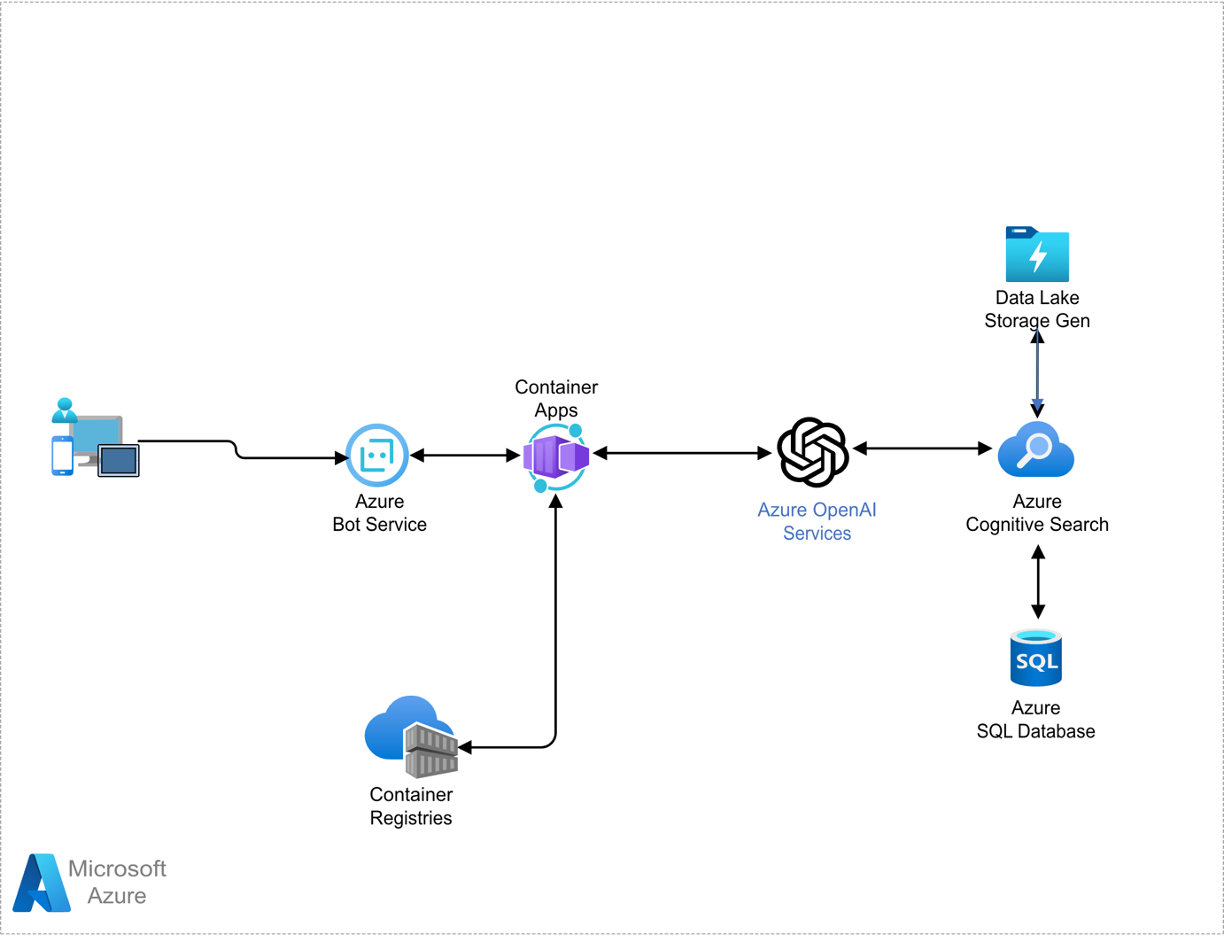 Data Lake
Storage Gen
Container
Apps
Azure
Bot Service
Azure OpenAI
Services
Azure
Cognitive Search
SQL
Azure
SQL Database
Container
Registries
Microsoft
Azure